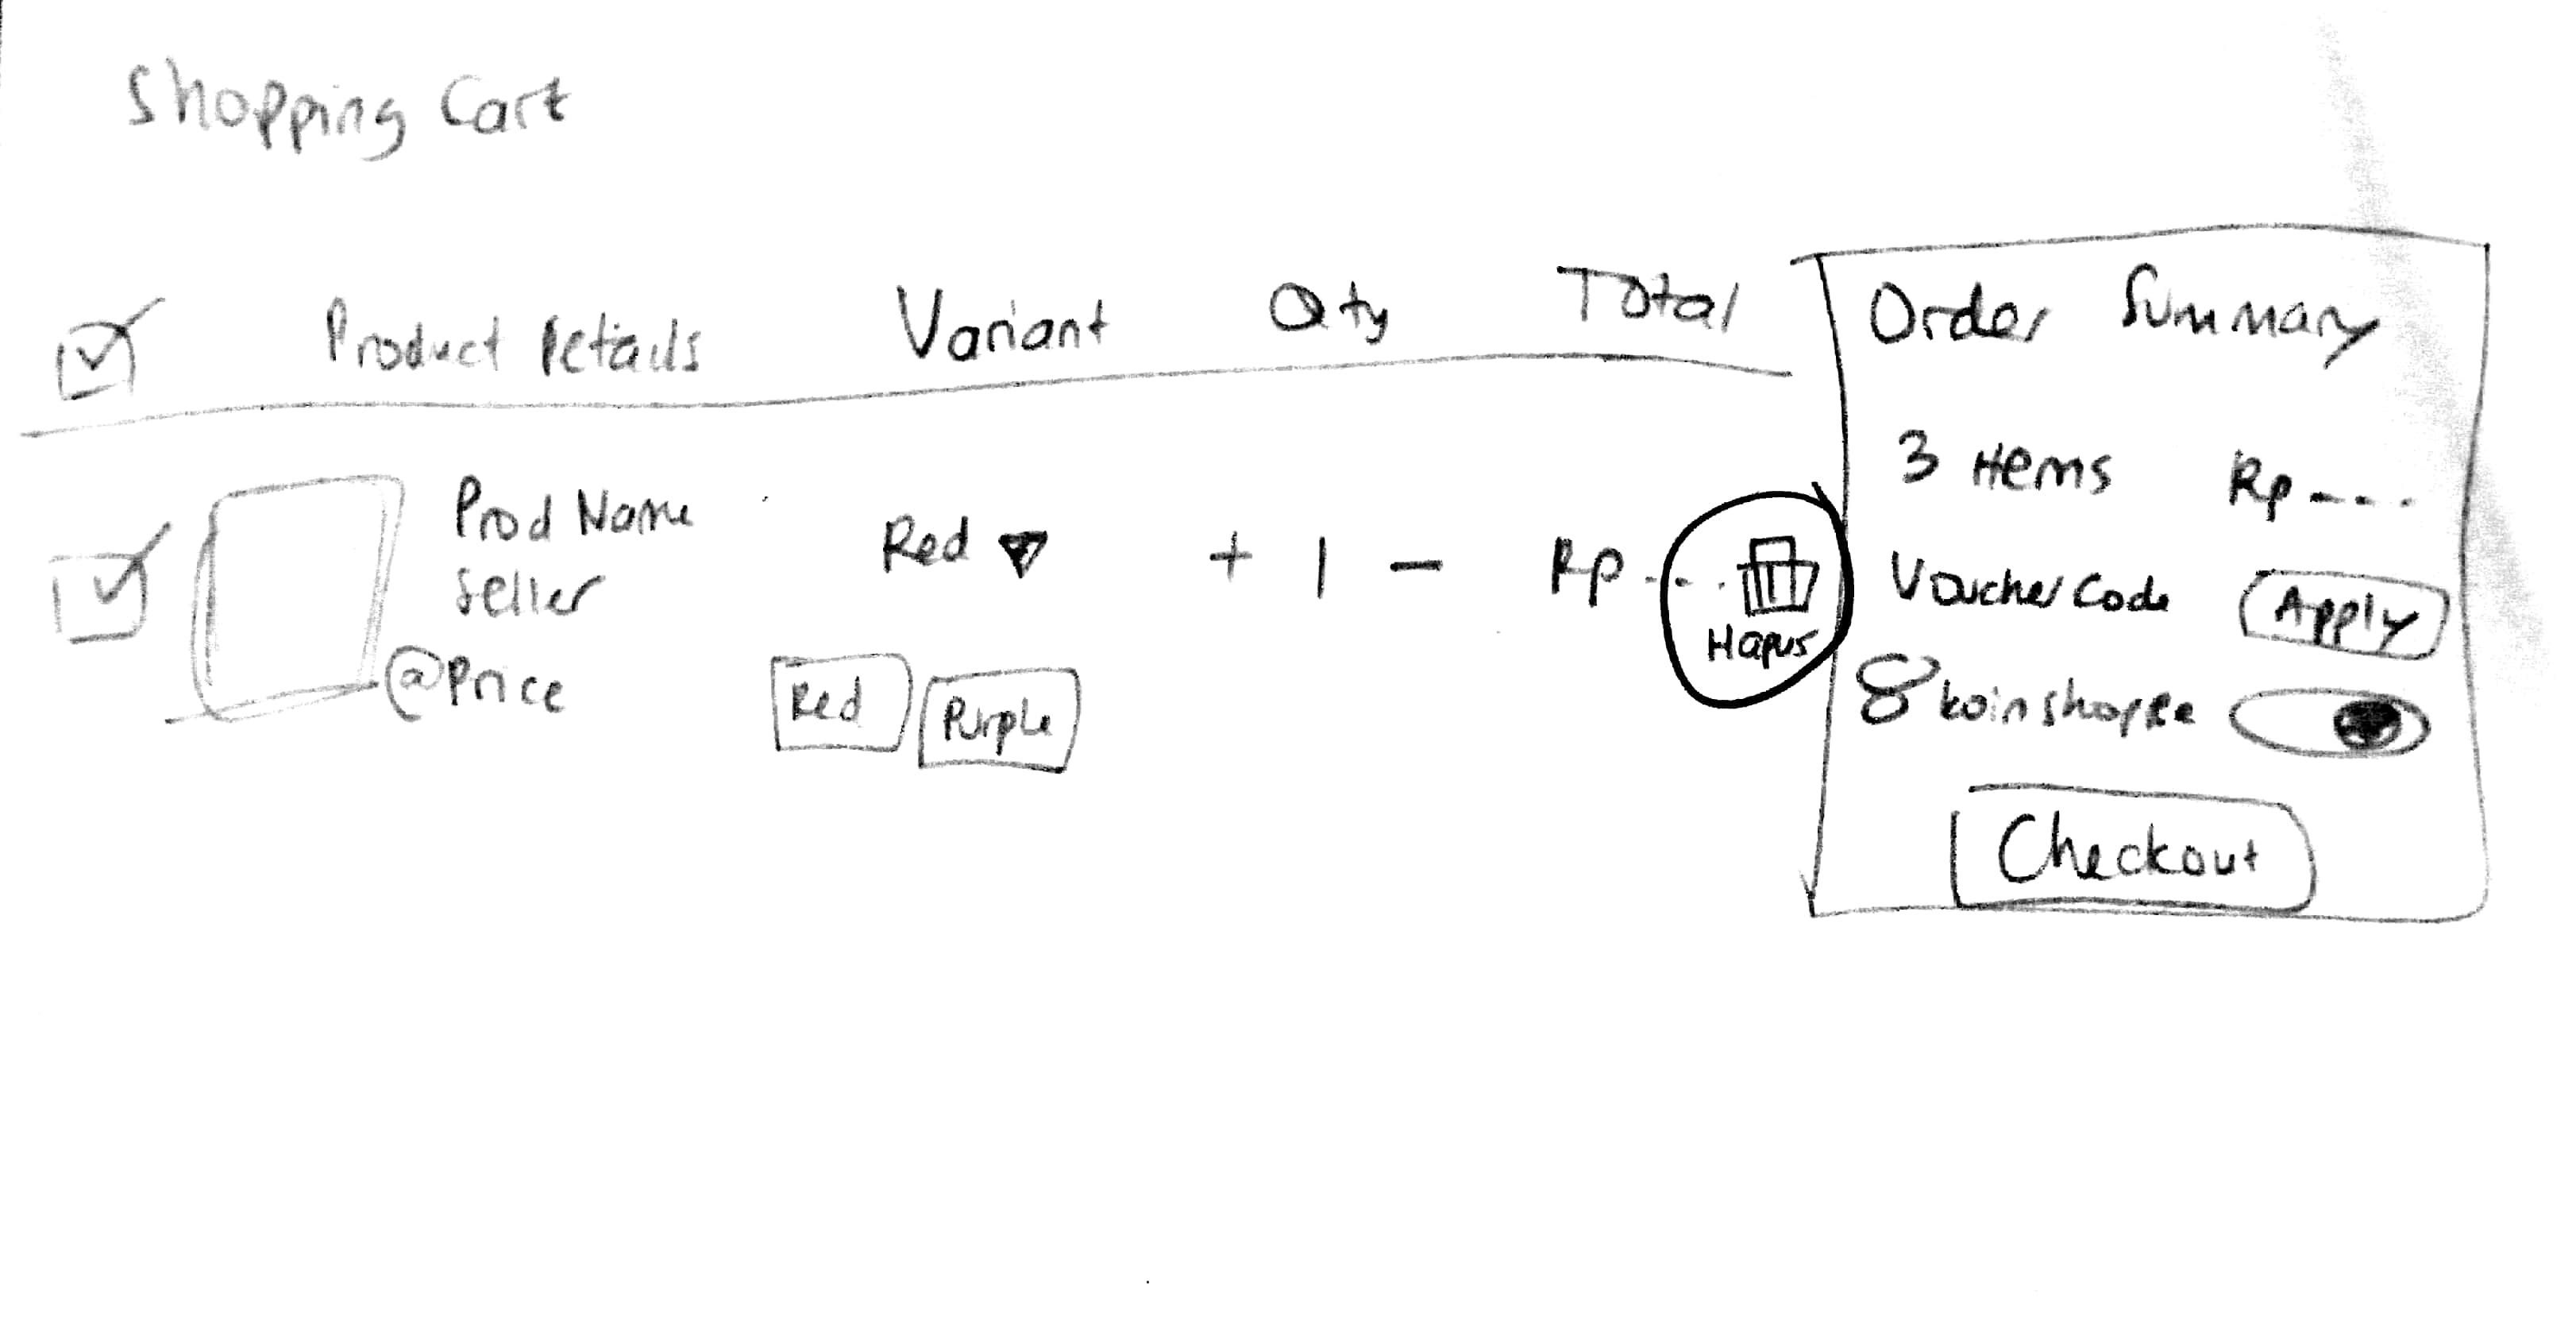 Shopping Cart
Product Details Variant Qty Total
Prod Name
Seller
@Price
Red
+ 1 -
Rp ....
Hapus
Red Purple
Order Summary
3 items Rp ----
Voucher Code Apply
8 koin shopee
Checkout